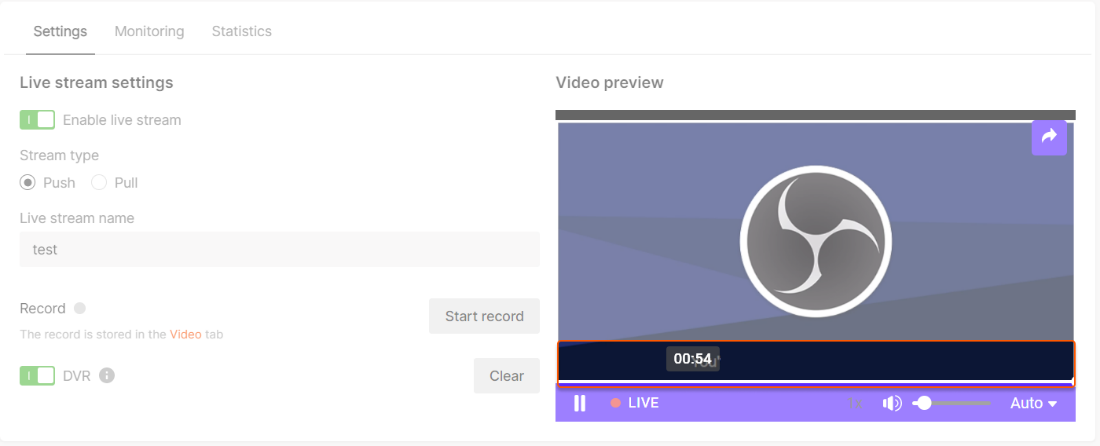 Settings Monitoring Statistics
Live stream settings
Enable live stream
Stream type
Push Pull
Live stream name
test
Record
Start record
The record is stored in the Video tab
DVR
Clear
Video preview
00:54
LIVE
1x
Auto